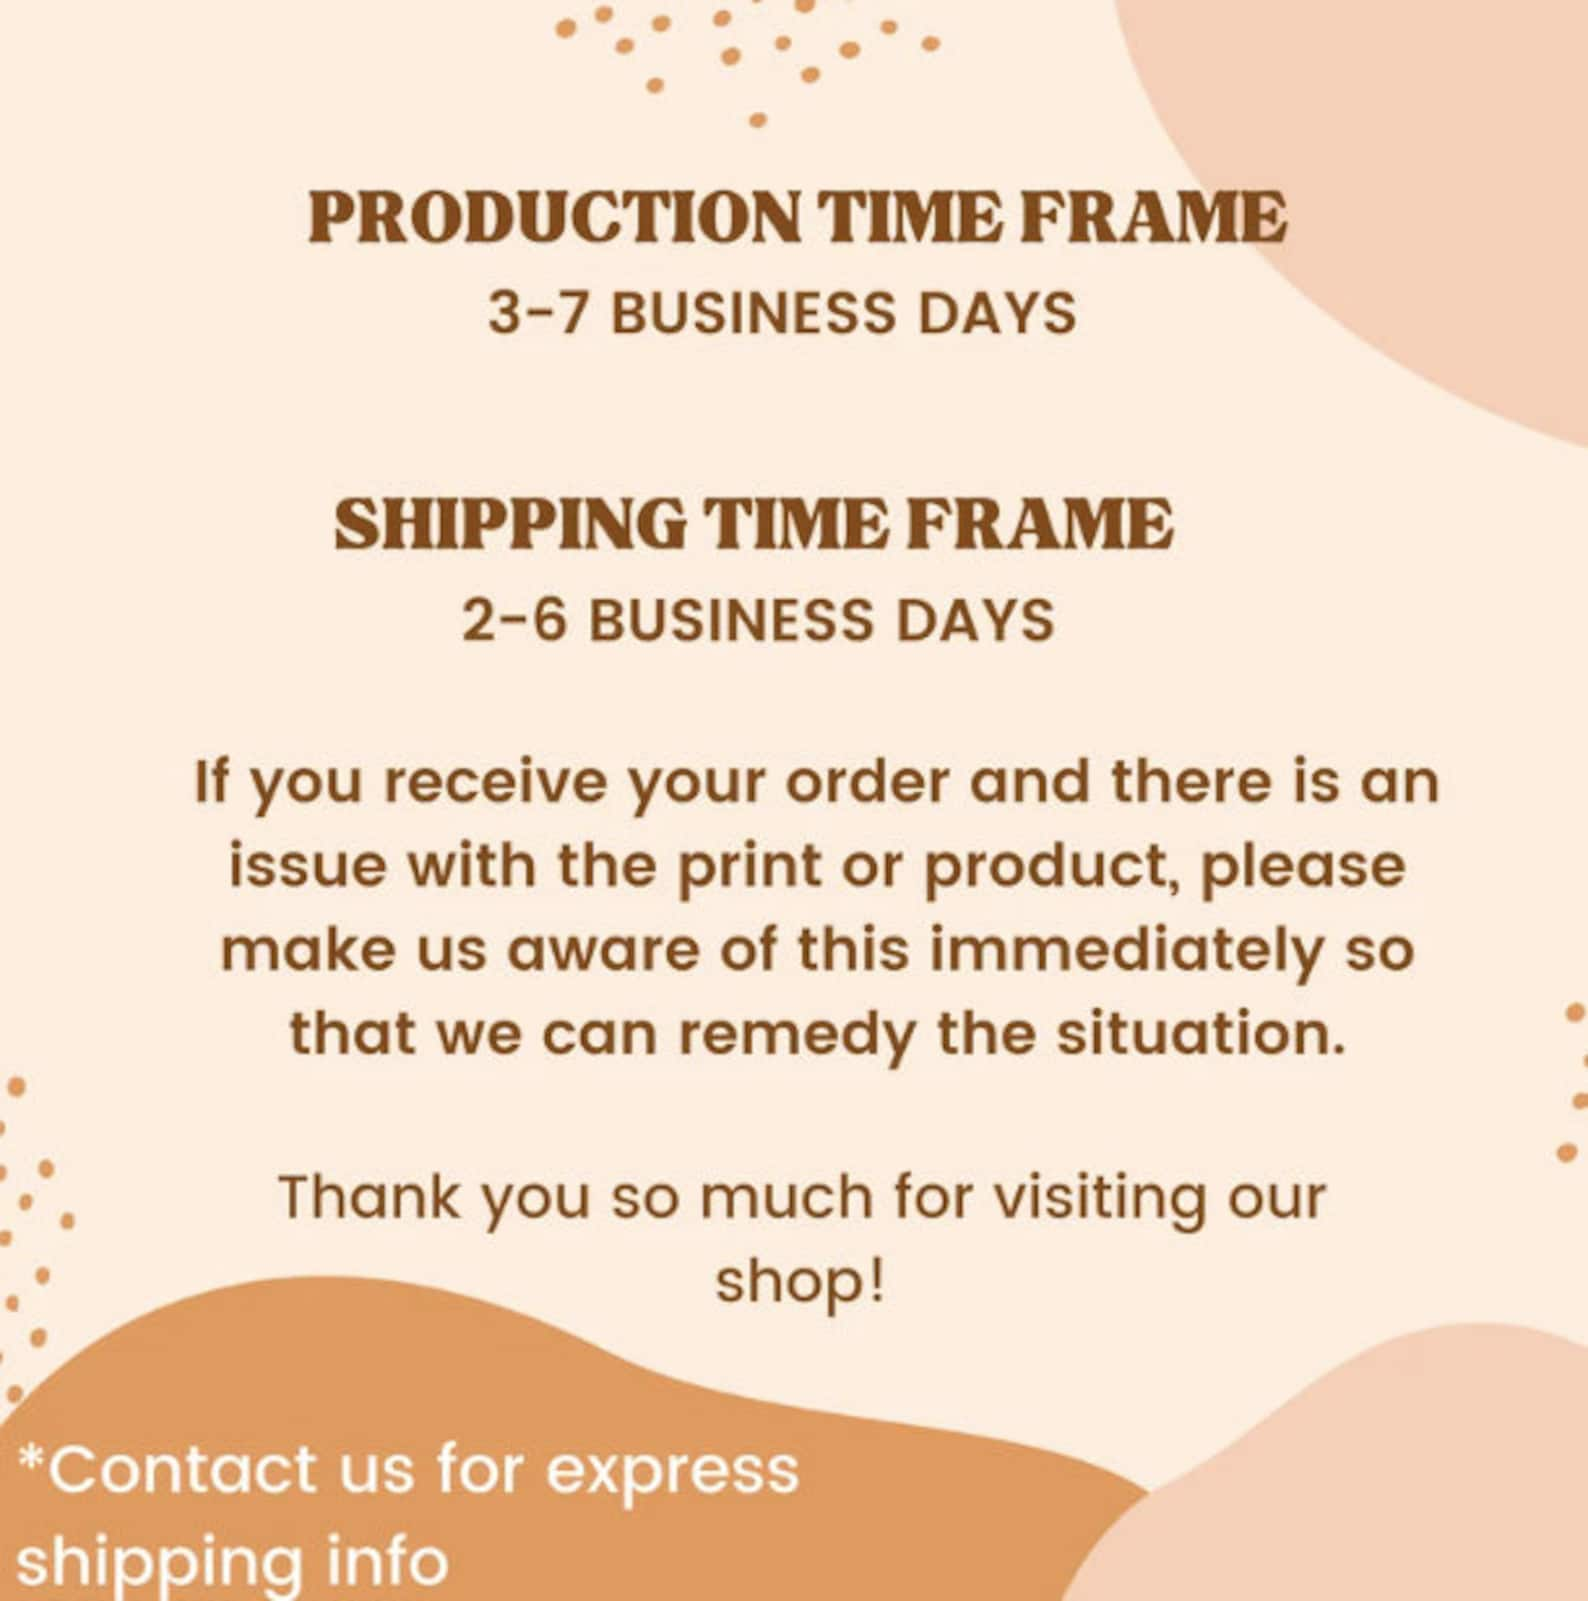 PRODUCTION TIME FRAME
3-7 BUSINESS DAYS
SHIPPING TIME FRAME
2-6 BUSINESS DAYS
If you receive your order and there is an
issue with the print or product, please
make us aware of this immediately so
that we can remedy the situation.
Thank you so much for visiting our
shop!
*Contact us for express
shipping info